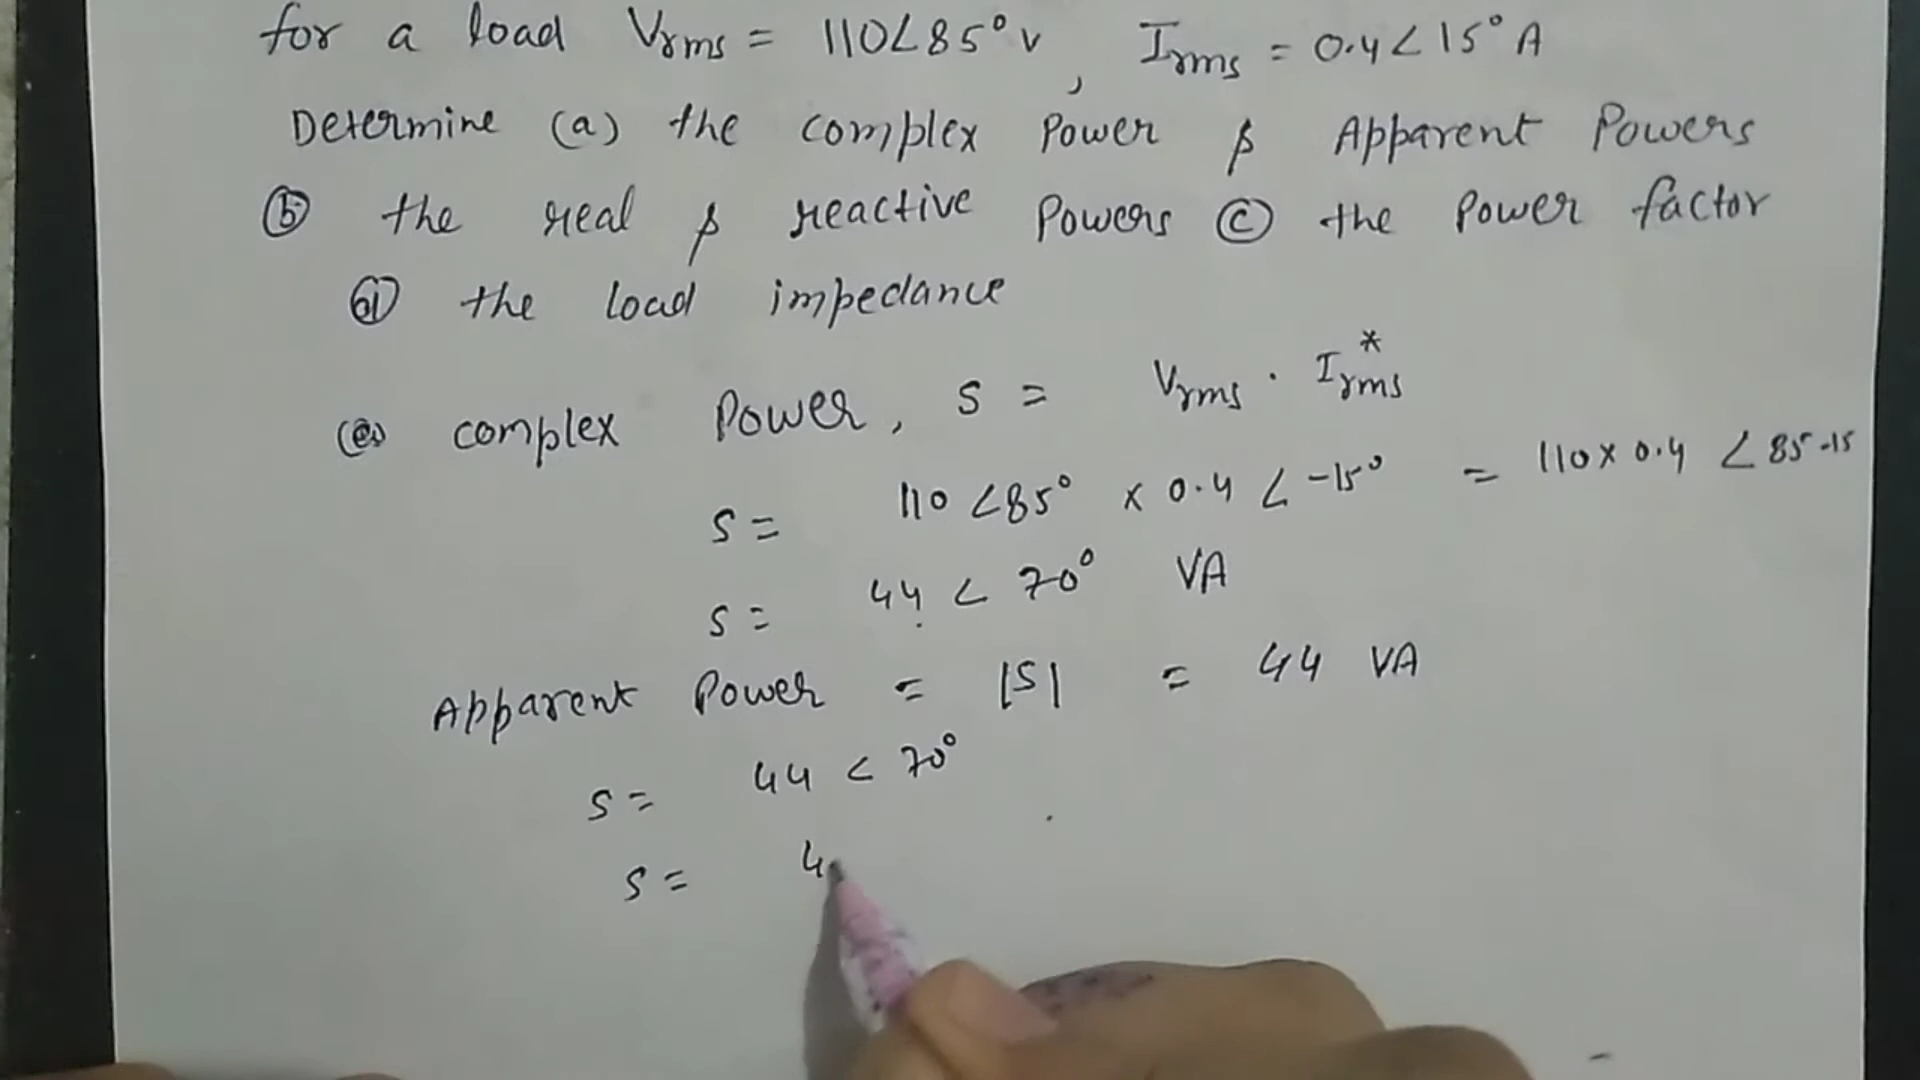 for a load Vrms = 110∠85° v, Irms = 0.4∠15° A
Determine (a) the complex Power & Apparent Powers
ⓑ the real & reactive Powers ⓒ the Power factor
ⓓ the load impedance
(a) complex Power, S = Vrms · Irms*
S = 110∠85° x 0.4∠-15° = 110 x 0.4 ∠85-15
S = 44 < 70° VA
Apparent Power = |S| = 44 VA
S = 44 < 70°
S = 4